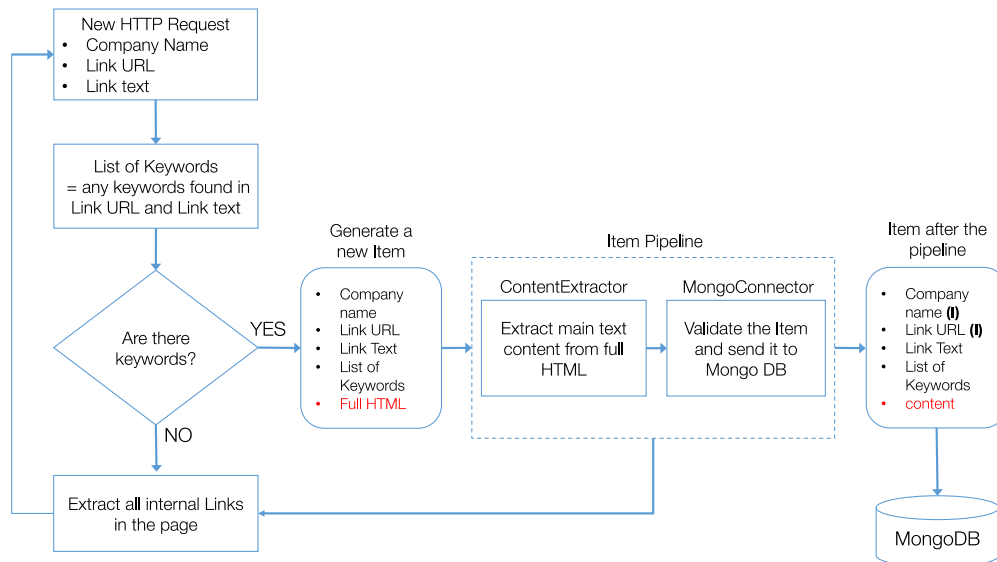 New HTTP Request
• Company Name
• Link URL
• Link text
List of Keywords
= any keywords found in
Link URL and Link text
Are there
keywords?
YES
NO
Extract all internal Links
in the page
Generate a
new Item
• Company
name
• Link URL
• Link Text
• List of
Keywords
• Full HTML
Item Pipeline
ContentExtractor
Extract main text
content from full
HTML
MongoConnector
Validate the Item
and send it to
Mongo DB
Item after the
pipeline
• Company
name (I)
• Link URL (I)
• Link Text
• List of
Keywords
• content
MongoDB